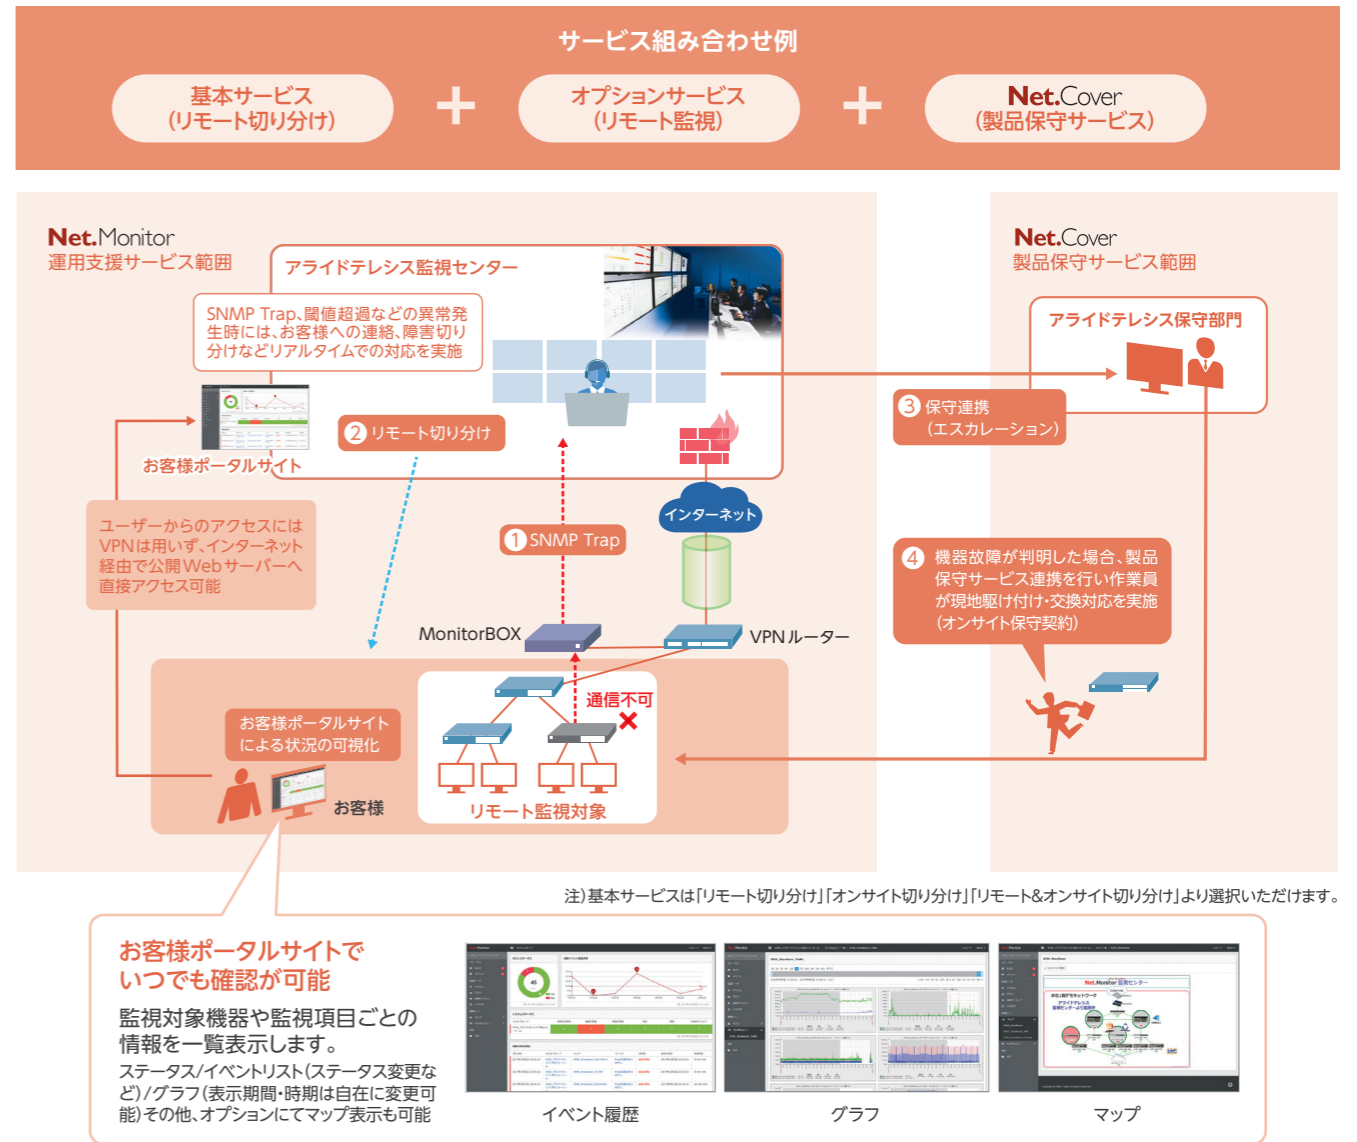 サービス組み合わせ例
基本サービス
（リモート切り分け）
+
オプションサービス
（リモート監視）
+
Net.Cover
（製品保守サービス）
Net.Monitor
運用支援サービス範囲
アライドテレシス監視センター
SNMP Trap、閾値超過などの異常発
生時には、お客様への連絡、障害切り
分けなどリアルタイムでの対応を実施
お客様ポータルサイト
② リモート切り分け
ユーザーからのアクセスには
VPNは用いず、インターネット
経由で公開Webサーバーへ
直接アクセス可能
① SNMP Trap
インターネット
MonitorBOX
VPNルーター
通信不可
お客様ポータルサイト
による状況の可視化
お客様
リモート監視対象
Net.Cover
製品保守サービス範囲
アライドテレシス保守部門
③ 保守連携
（エスカレーション）
④ 機器故障が判明した場合、製品
保守サービス連携を行い作業員
が現地駆け付け・交換対応を実施
（オンサイト保守契約）
注）基本サービスは「リモート切り分け」「オンサイト切り分け」「リモート&オンサイト切り分け」より選択いただけます。
お客様ポータルサイトで
いつでも確認が可能
監視対象機器や監視項目ごとの
情報を一覧表示します。
ステータス/イベントリスト（ステータス変更な
ど）/グラフ（表示期間・時期は自在に変更可
能）その他、オプションにてマップ表示も可能
45
Net.Monitor 監視センター
アライドテレシス
イベント履歴
グラフ
マップ